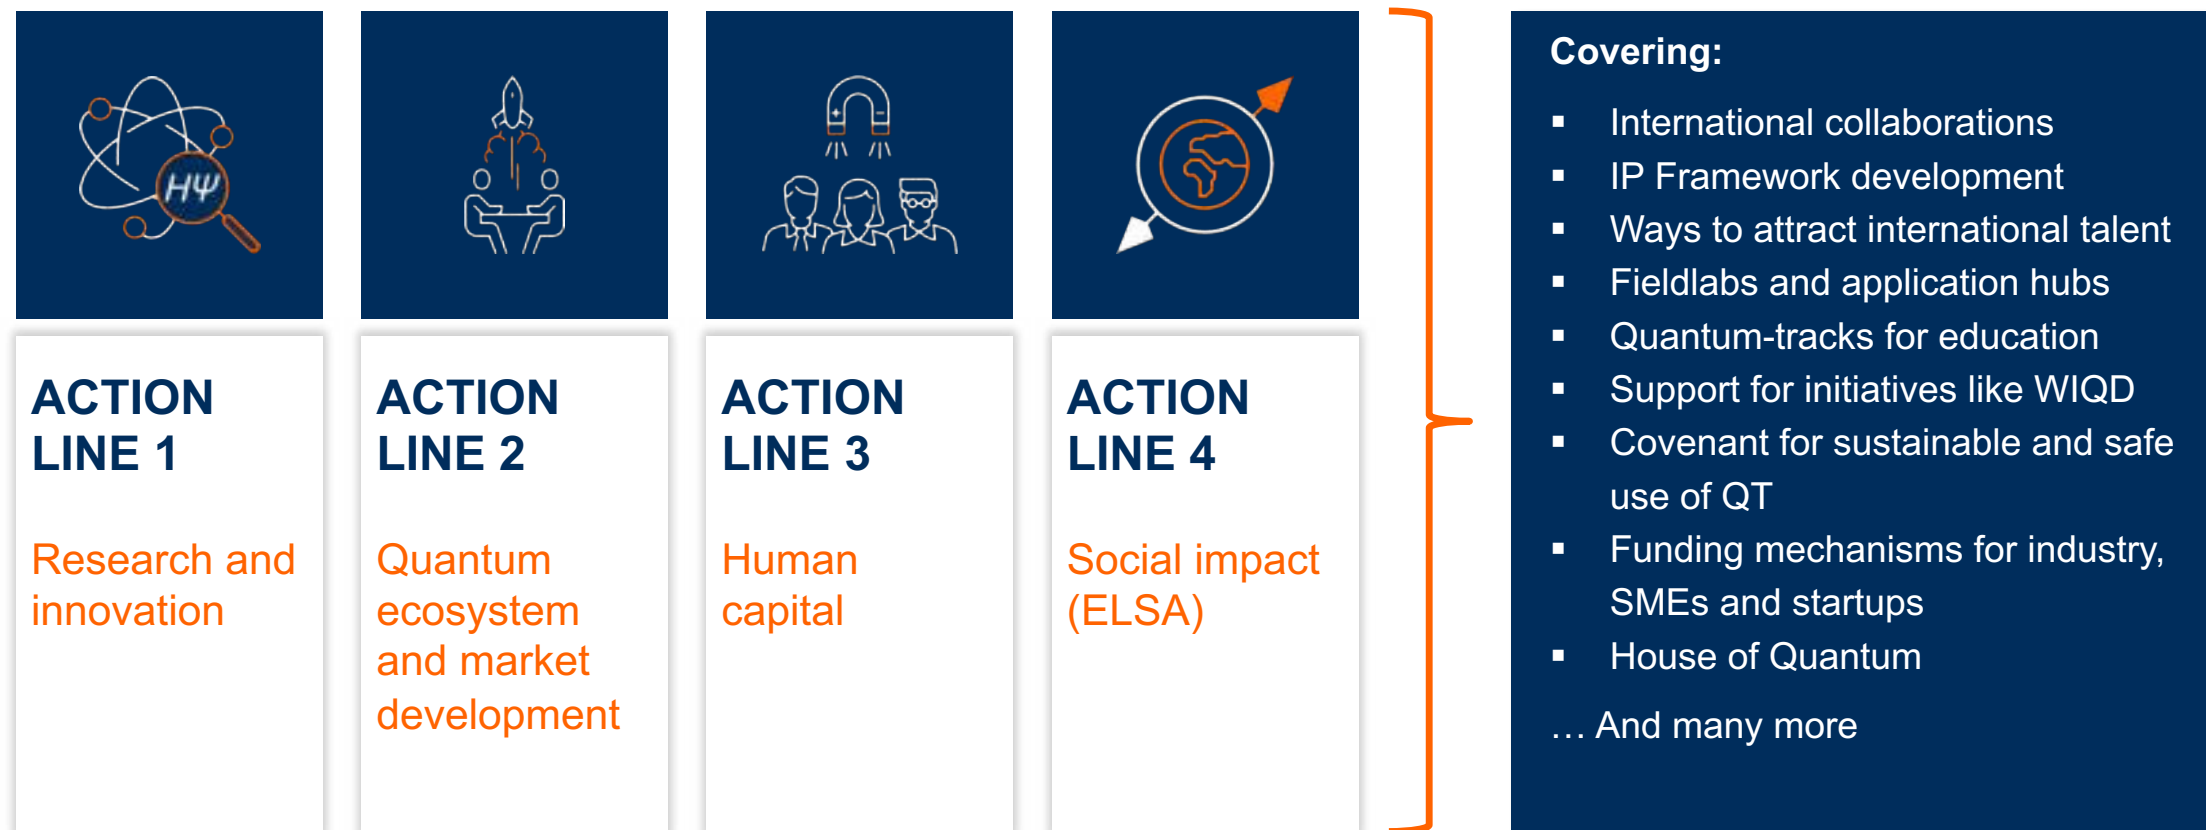 HΨ
+ -
ACTION
LINE 1
Research and
innovation
ACTION
LINE 2
Quantum
ecosystem
and market
development
ACTION
LINE 3
Human
capital
ACTION
LINE 4
Social impact
(ELSA)
Covering:
▪ International collaborations
▪ IP Framework development
▪ Ways to attract international talent
▪ Fieldlabs and application hubs
▪ Quantum-tracks for education
▪ Support for initiatives like WIQD
▪ Covenant for sustainable and safe
use of QT
▪ Funding mechanisms for industry,
SMEs and startups
▪ House of Quantum
… And many more